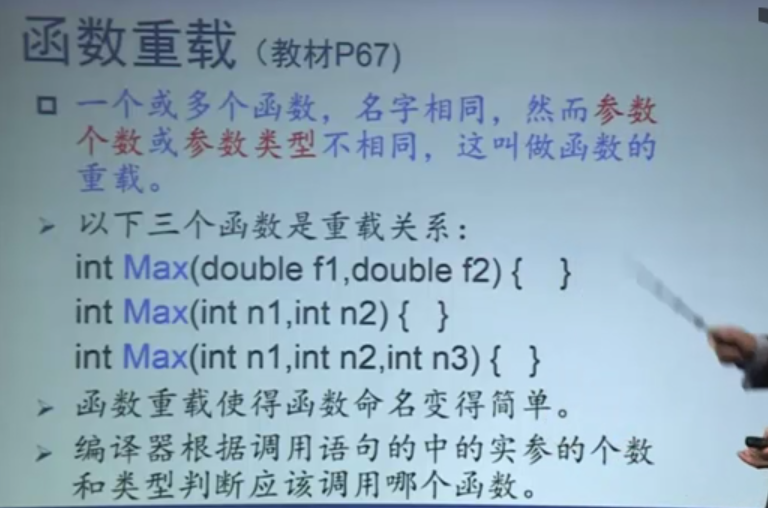 函数重载（教材P67)
一个或多个函数，名字相同，然而参数
个数或参数类型不相同，这叫做函数的
重载。
以下三个函数是重载关系：
int Max(double f1,double f2) { }
int Max(int n1,int n2) { }
int Max(int n1,int n2,int n3) { }
函数重载使得函数命名变得简单。
编译器根据调用语句的中的实参的个数
和类型判断应该调用哪个函数。